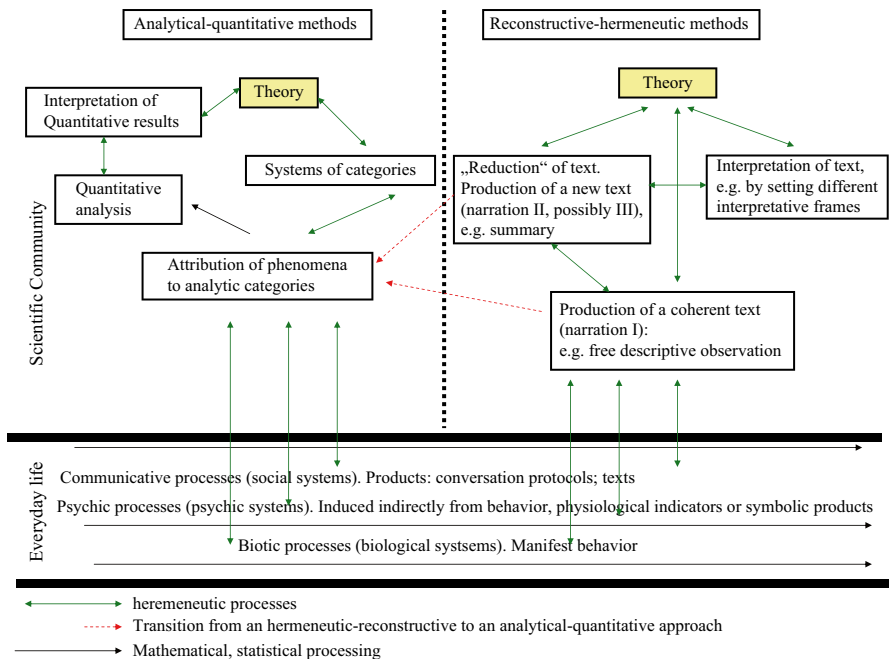 Analytical-quantitative methods
Reconstructive-hermeneutic methods
Scientific Community
Interpretation of
Quantitative results
Theory
Systems of categories
Quantitative
analysis
Attribution of phenomena
to analytic categories
Theory
„Reduction“ of text.
Production of a new text
(narration II, possibly III),
e.g. summary
Interpretation of text,
e.g. by setting different
interpretative frames
Production of a coherent text
(narration I):
e.g. free descriptive observation
Everyday life
Communicative processes (social systems). Products: conversation protocols; texts
Psychic processes (psychic systems). Induced indirectly from behavior, physiological indicators or symbolic products
Biotic processes (biological systsems). Manifest behavior
heremeneutic processes
Transition from an hermeneutic-reconstructive to an analytical-quantitative approach
Mathematical, statistical processing